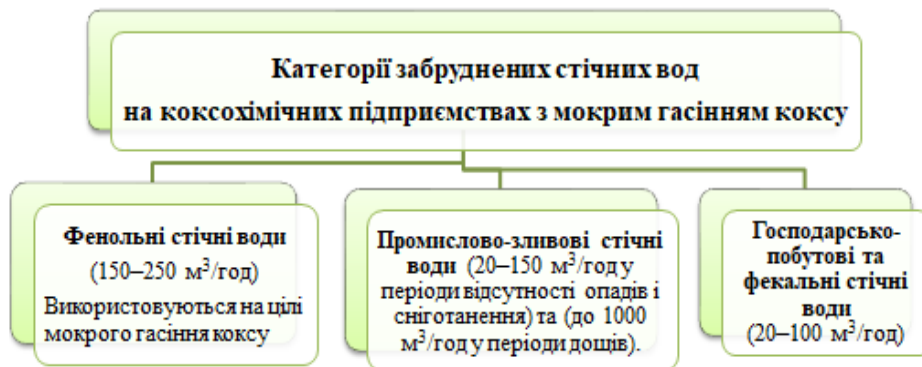 Категорії забруднених стічних вод
на коксохімічних підприємствах з мокрим гасінням коксу
Фенольні стічні води
(150–250 м³/год)
Використовуються на цілі
мокрого гасіння коксу
Промислово-зливові стічні
води (20–150 м³/год у
періоди відсутності опадів і
сніготанення) та (до 1000
м³/год у періоди дощів).
Господарсько-
побутові та
фекальні стічні
води
(20–100 м³/год)